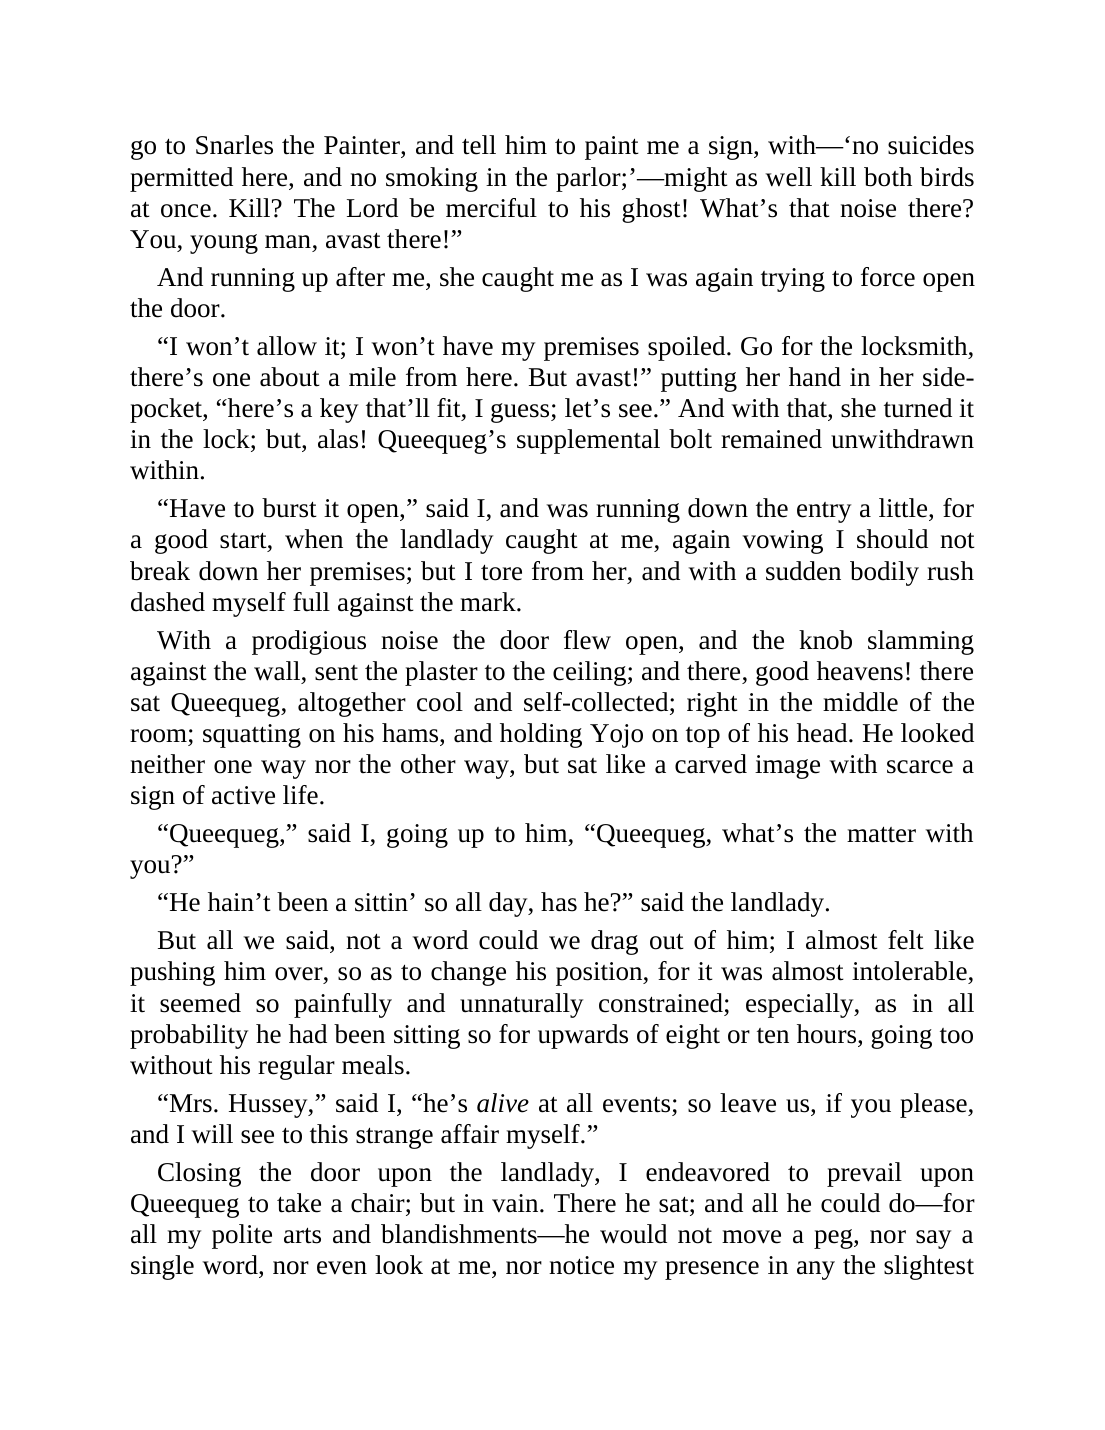 go to Snarles the Painter, and tell him to paint me a sign, with—‘no suicides
permitted here, and no smoking in the parlor;’—might as well kill both birds
at once. Kill? The Lord be merciful to his ghost! What’s that noise there?
You, young man, avast there!”
And running up after me, she caught me as I was again trying to force open
the door.
“I won’t allow it; I won’t have my premises spoiled. Go for the locksmith,
there’s one about a mile from here. But avast!” putting her hand in her side-
pocket, “here’s a key that’ll fit, I guess; let’s see.” And with that, she turned it
in the lock; but, alas! Queequeg’s supplemental bolt remained unwithdrawn
within.
“Have to burst it open,” said I, and was running down the entry a little, for
a good start, when the landlady caught at me, again vowing I should not
break down her premises; but I tore from her, and with a sudden bodily rush
dashed myself full against the mark.
With a prodigious noise the door flew open, and the knob slamming
against the wall, sent the plaster to the ceiling; and there, good heavens! there
sat Queequeg, altogether cool and self-collected; right in the middle of the
room; squatting on his hams, and holding Yojo on top of his head. He looked
neither one way nor the other way, but sat like a carved image with scarce a
sign of active life.
“Queequeg,” said I, going up to him, “Queequeg, what’s the matter with
you?”
“He hain’t been a sittin’ so all day, has he?” said the landlady.
But all we said, not a word could we drag out of him; I almost felt like
pushing him over, so as to change his position, for it was almost intolerable,
it seemed so painfully and unnaturally constrained; especially, as in all
probability he had been sitting so for upwards of eight or ten hours, going too
without his regular meals.
“Mrs. Hussey,” said I, “he’s alive at all events; so leave us, if you please,
and I will see to this strange affair myself.”
Closing the door upon the landlady, I endeavored to prevail upon
Queequeg to take a chair; but in vain. There he sat; and all he could do—for
all my polite arts and blandishments—he would not move a peg, nor say a
single word, nor even look at me, nor notice my presence in any the slightest